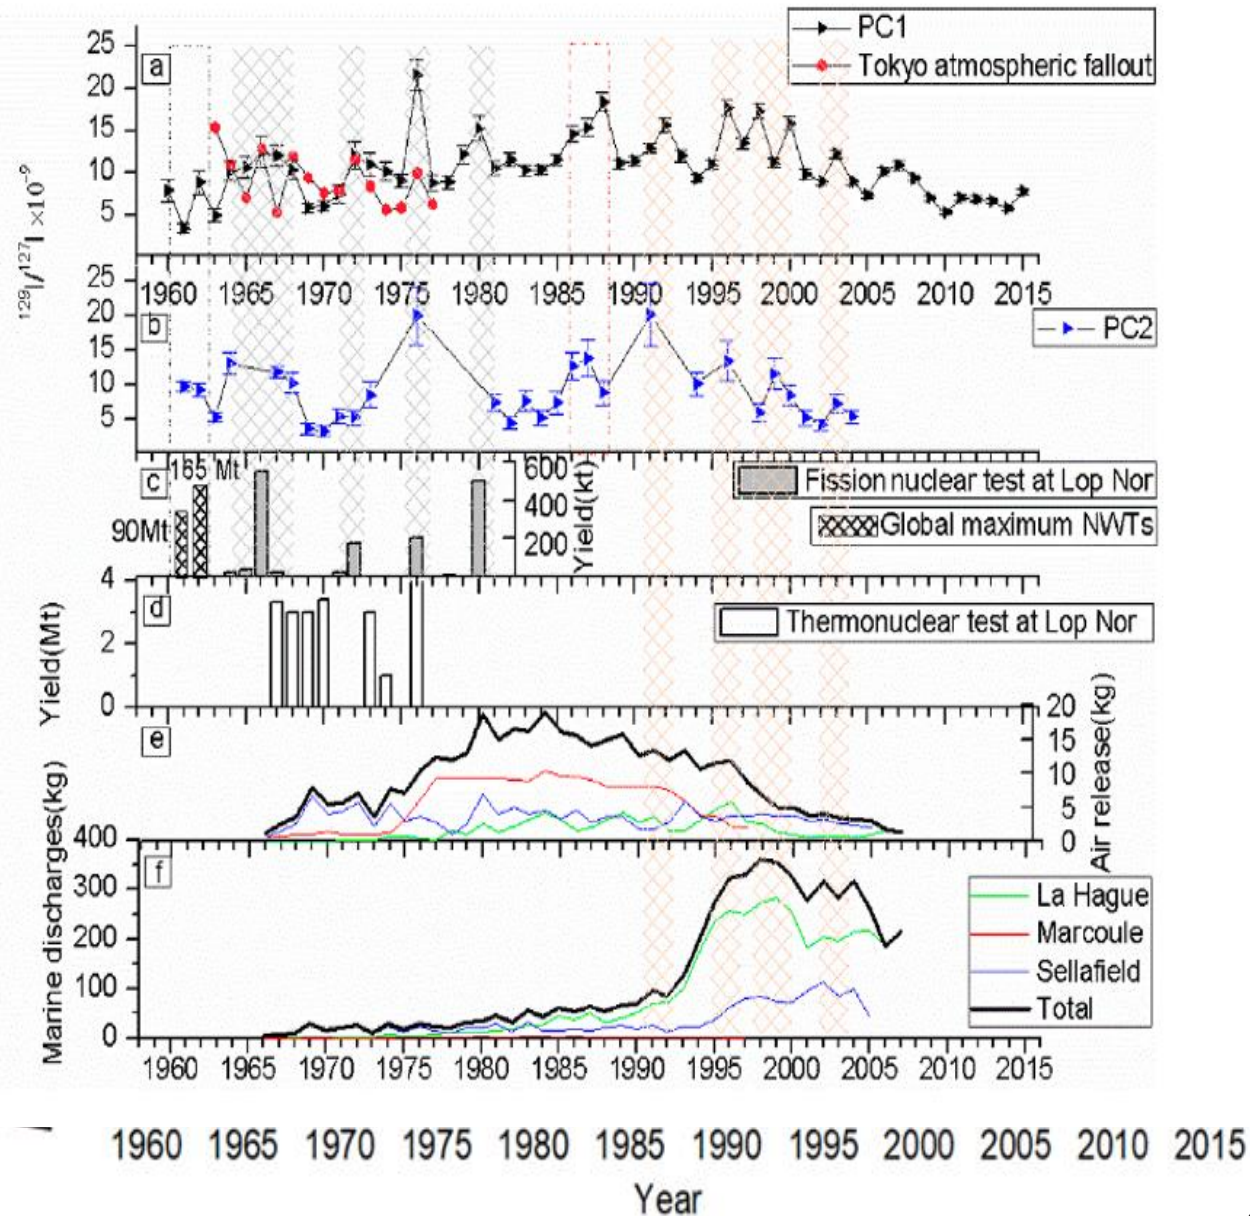 PC1
Tokyo atmospheric fallout
a
25
20
15
10
5
¹²⁹I/¹²⁷I ×10⁻⁹
1960 1965 1970 1975 1980 1985 1990 1995 2000 2005 2010 2015
b
25
20
15
10
5
PC2
c
165 Mt
90Mt
600
400
200
Yield(kt)
Fission nuclear test at Lop Nor
Global maximum NWTs
d
4
2
0
Yield(Mt)
Thermonuclear test at Lop Nor
e
20
15
10
5
0
Air release(kg)
f
400
300
200
100
0
Marine discharges(kg)
La Hague
Marcoule
Sellafield
Total
1960 1965 1970 1975 1980 1985 1990 1995 2000 2005 2010 2015
1960 1965 1970 1975 1980 1985 1990 1995 2000 2005 2010 2015
Year